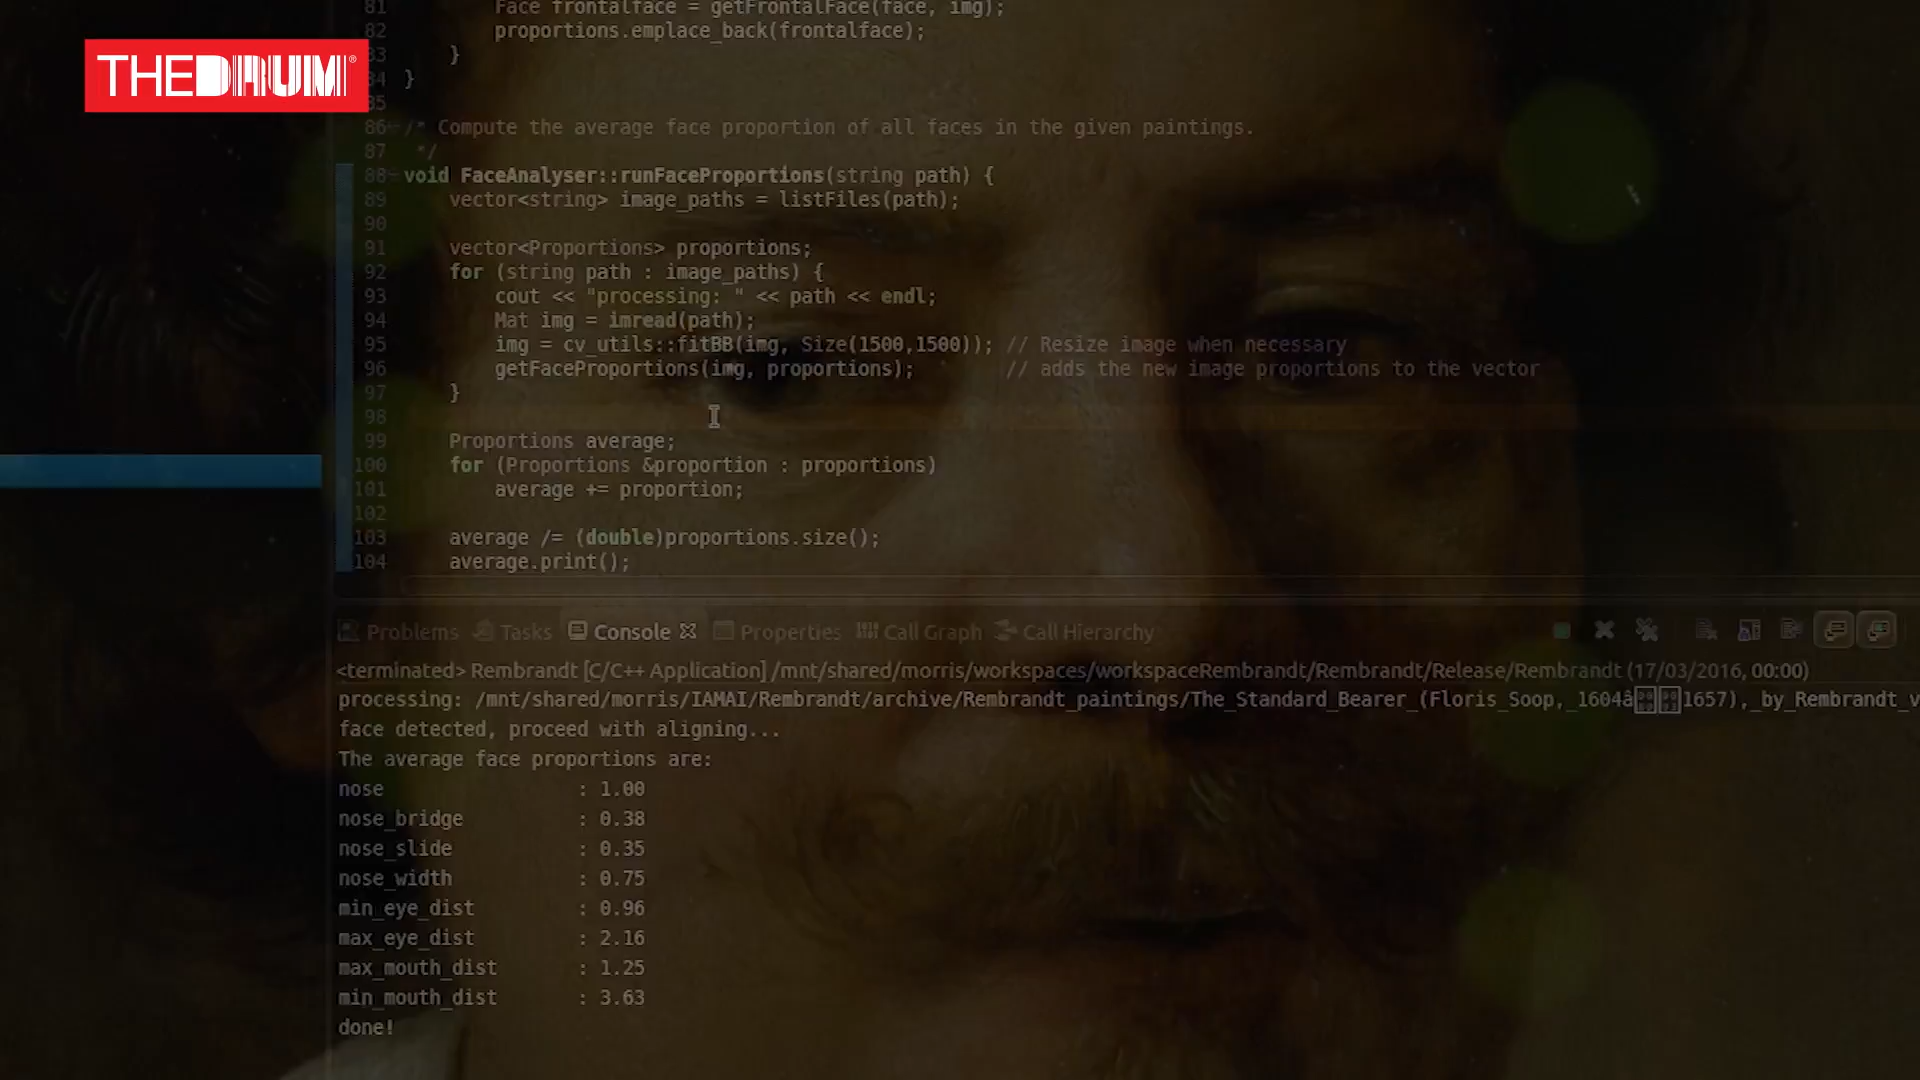 THEDRUM®
81 Face frontalface = getFrontalFace(face, img);
82 proportions.emplace_back(frontalface);
83 }
84 }
85
86 /* Compute the average face proportion of all faces in the given paintings.
87 */
88 void FaceAnalyser::runFaceProportions(string path) {
89 vector<string> image_paths = listFiles(path);
90
91 vector<Proportions> proportions;
92 for (string path : image_paths) {
93 cout << "processing: " << path << endl;
94 Mat img = imread(path);
95 img = cv_utils::fitBB(img, Size(1500,1500)); // Resize image when necessary
96 getFaceProportions(img, proportions); // adds the new image proportions to the vector
97 }
98
99 Proportions average;
100 for (Proportions &proportion : proportions)
101 average += proportion;
102
103 average /= (double)proportions.size();
104 average.print();
Problems Tasks Console Properties Call Graph Call Hierarchy
<terminated> Rembrandt [C/C++ Application] /mnt/shared/morris/workspaces/workspaceRembrandt/Rembrandt/Release/Rembrandt (17/03/2016, 00:00)
processing: /mnt/shared/morris/IAMAI/Rembrandt/archive/Rembrandt_paintings/The_Standard_Bearer_(Floris_Soop,_1604â1657),_by_Rembrandt_v
face detected, proceed with aligning...
The average face proportions are:
nose : 1.00
nose_bridge : 0.38
nose_slide : 0.35
nose_width : 0.75
min_eye_dist : 0.96
max_eye_dist : 2.16
max_mouth_dist : 1.25
min_mouth_dist : 3.63
done!